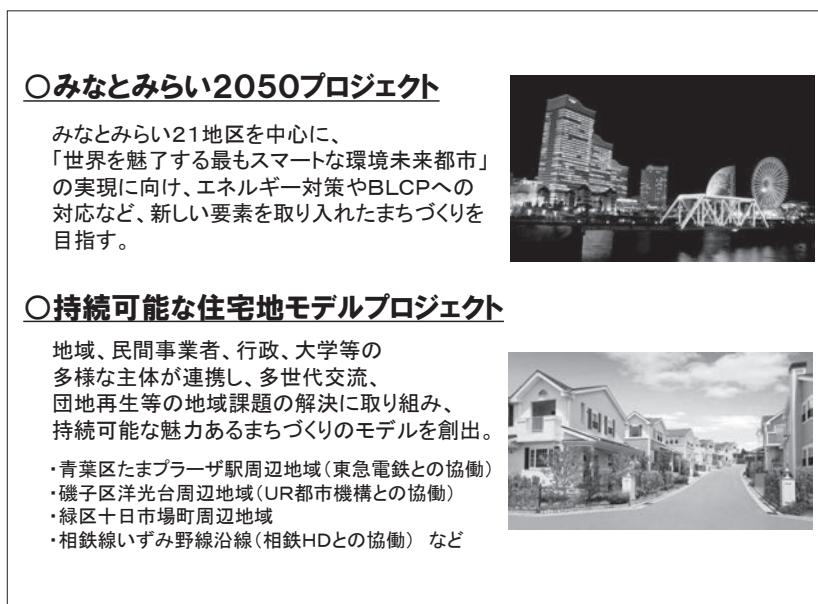 ○みなとみらい2050プロジェクト
みなとみらい21地区を中心に、
「世界を魅了する最もスマートな環境未来都市」
の実現に向け、エネルギー対策やBLCPへの
対応など、新しい要素を取り入れたまちづくりを
目指す。
○持続可能な住宅地モデルプロジェクト
地域、民間事業者、行政、大学等の
多様な主体が連携し、多世代交流、
団地再生等の地域課題の解決に取り組み、
持続可能な魅力あるまちづくりのモデルを創出。
・青葉区たまプラーザ駅周辺地域(東急電鉄との協働)
・磯子区洋光台周辺地域(UR都市機構との協働)
・緑区十日市場町周辺地域
・相鉄線いずみ野線沿線(相鉄HDとの協働) など